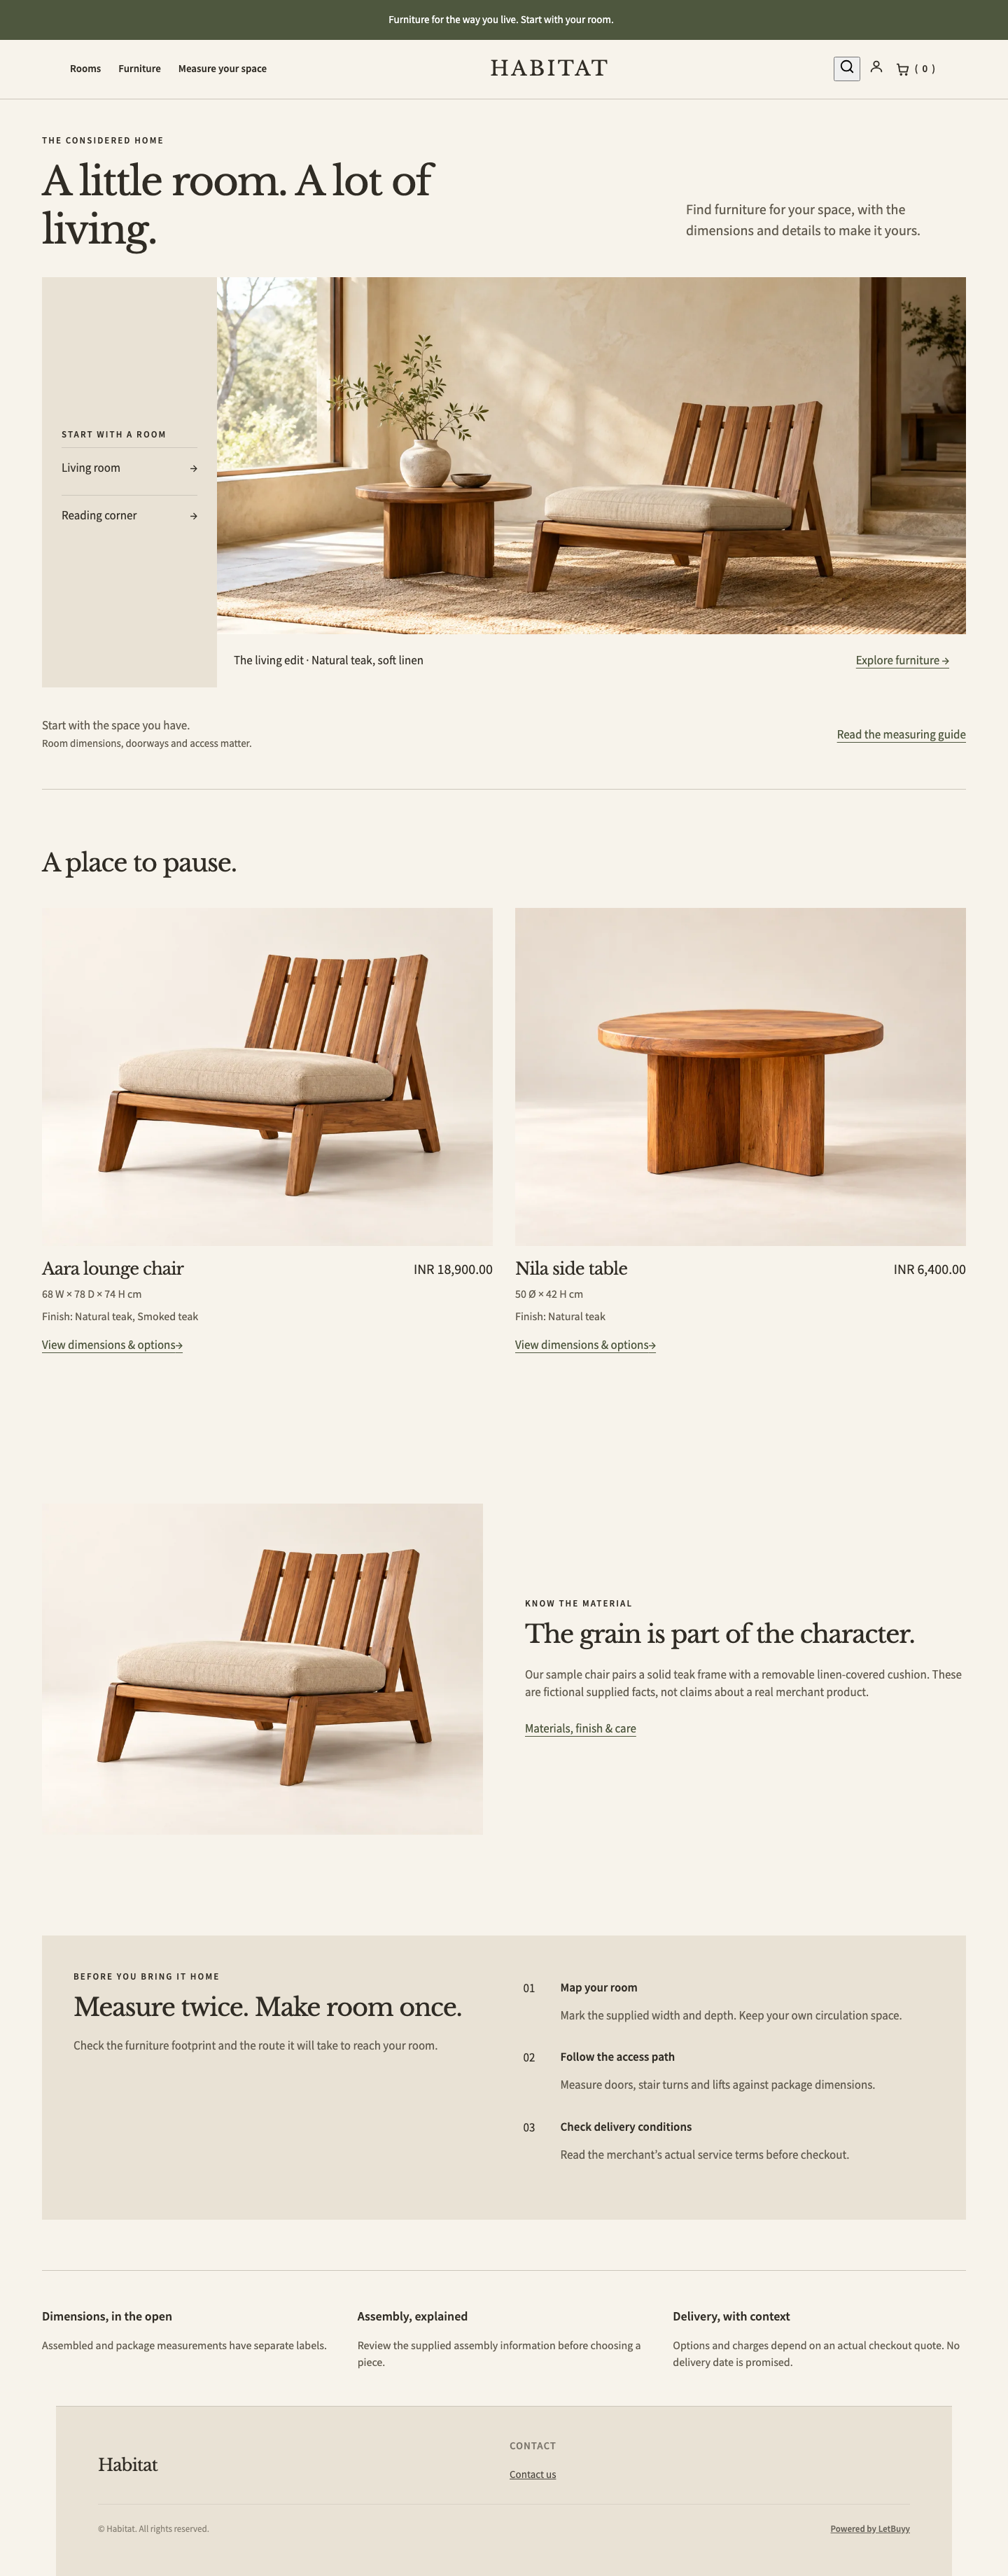 Furniture for the way you live. Start with your room.
Rooms Furniture Measure your space
HABITAT
( 0 )
THE CONSIDERED HOME
A little room. A lot of
living.
Find furniture for your space, with the
dimensions and details to make it yours.
START WITH A ROOM
Living room →
Reading corner →
The living edit · Natural teak, soft linen
Explore furniture →
Start with the space you have.
Room dimensions, doorways and access matter.
Read the measuring guide
A place to pause.
Aara lounge chair
INR 18,900.00
68 W × 78 D × 74 H cm
Finish: Natural teak, Smoked teak
View dimensions & options→
Nila side table
INR 6,400.00
50 Ø × 42 H cm
Finish: Natural teak
View dimensions & options→
KNOW THE MATERIAL
The grain is part of the character.
Our sample chair pairs a solid teak frame with a removable linen-covered cushion. These
are fictional supplied facts, not claims about a real merchant product.
Materials, finish & care
BEFORE YOU BRING IT HOME
Measure twice. Make room once.
Check the furniture footprint and the route it will take to reach your room.
01 Map your room
Mark the supplied width and depth. Keep your own circulation space.
02 Follow the access path
Measure doors, stair turns and lifts against package dimensions.
03 Check delivery conditions
Read the merchant’s actual service terms before checkout.
Dimensions, in the open
Assembled and package measurements have separate labels.
Assembly, explained
Review the supplied assembly information before choosing a
piece.
Delivery, with context
Options and charges depend on an actual checkout quote. No
delivery date is promised.
Habitat
CONTACT
Contact us
© Habitat. All rights reserved.
Powered by LetBuyy